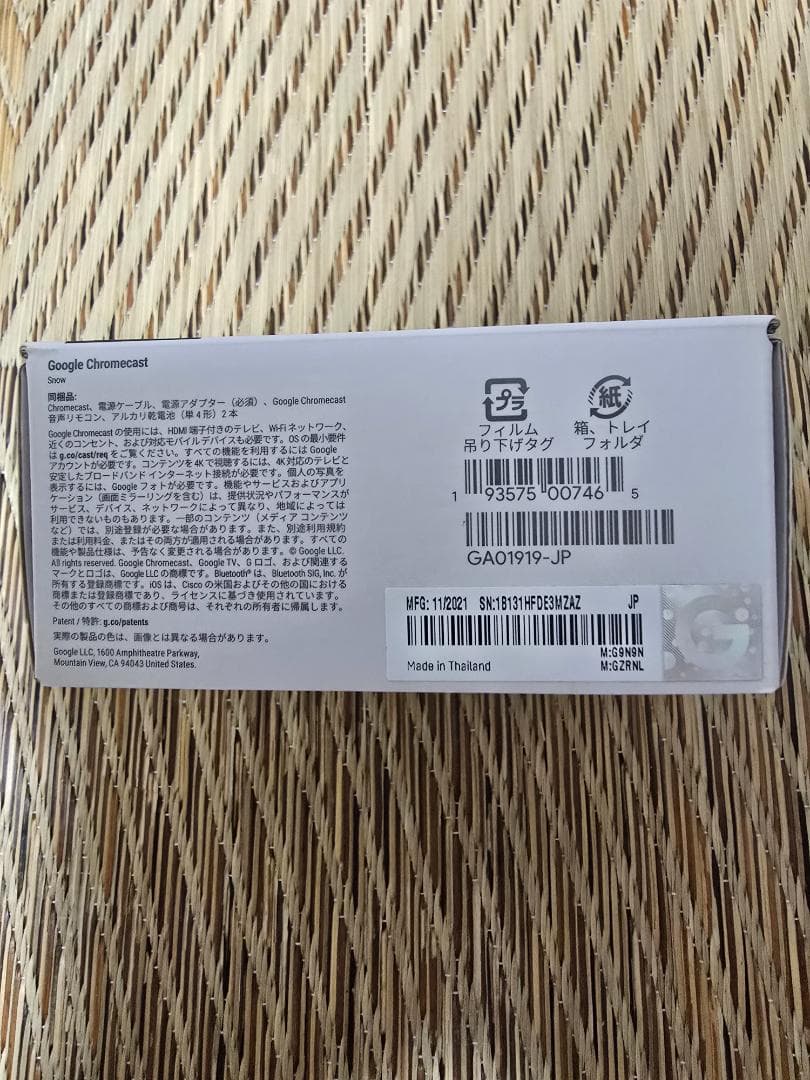 Google Chromecast
Snow
同梱品:
Chromecast、電源ケーブル、電源アダプター（必須）、Google Chromecast
音声リモコン、アルカリ乾電池（単 4 形）2 本
Google Chromecast の使用には、HDMI 端子付きのテレビ、Wi-Fi ネットワーク、
近くのコンセント、および対応モバイルデバイスも必要です。OS の最小要件
は g.co/cast/req をご覧ください。すべての機能を利用するには Google
アカウントが必要です。コンテンツを 4K で視聴するには、4K 対応のテレビと
安定したブロードバンド インターネット接続が必要です。個人の写真を
表示するには、Google フォトが必要です。機能やサービスおよびアプリ
ケーション（画面ミラーリングを含む）は、提供状況やパフォーマンスが
サービス、デバイス、ネットワークによって異なり、地域によっては
利用できないものもあります。一部のコンテンツ（メディア コンテンツ
など）では、別途登録が必要な場合があります。また、別途利用規約
または利用料金、またはその両方が適用される場合があります。すべての
機能や製品仕様は、予告なく変更される場合があります。© Google LLC.
All rights reserved. Google Chromecast、Google TV、G ロゴ、および関連する
マークとロゴは、Google LLC の商標です。Bluetooth® は、Bluetooth SIG, Inc. が
所有する登録商標です。iOS は、Cisco の米国およびその他の国における
商標または登録商標であり、ライセンスに基づき使用されています。
その他のすべての社名および商号は、それぞれの所有者に帰属します。
Patent / 特許: g.co/patents
実際の製品の色は、画像とは異なる場合があります。
Google LLC, 1600 Amphitheatre Parkway,
Mountain View, CA 94043 United States.
プラ
フィルム
吊り下げタグ
紙
箱、トレイ
フォルダ
1 93575 00746 5
GA01919-JP
MFG: 11/2021 SN:1B131HFDE3MZAZ JP
M:G9N9N
Made in Thailand M:GZRNL
G